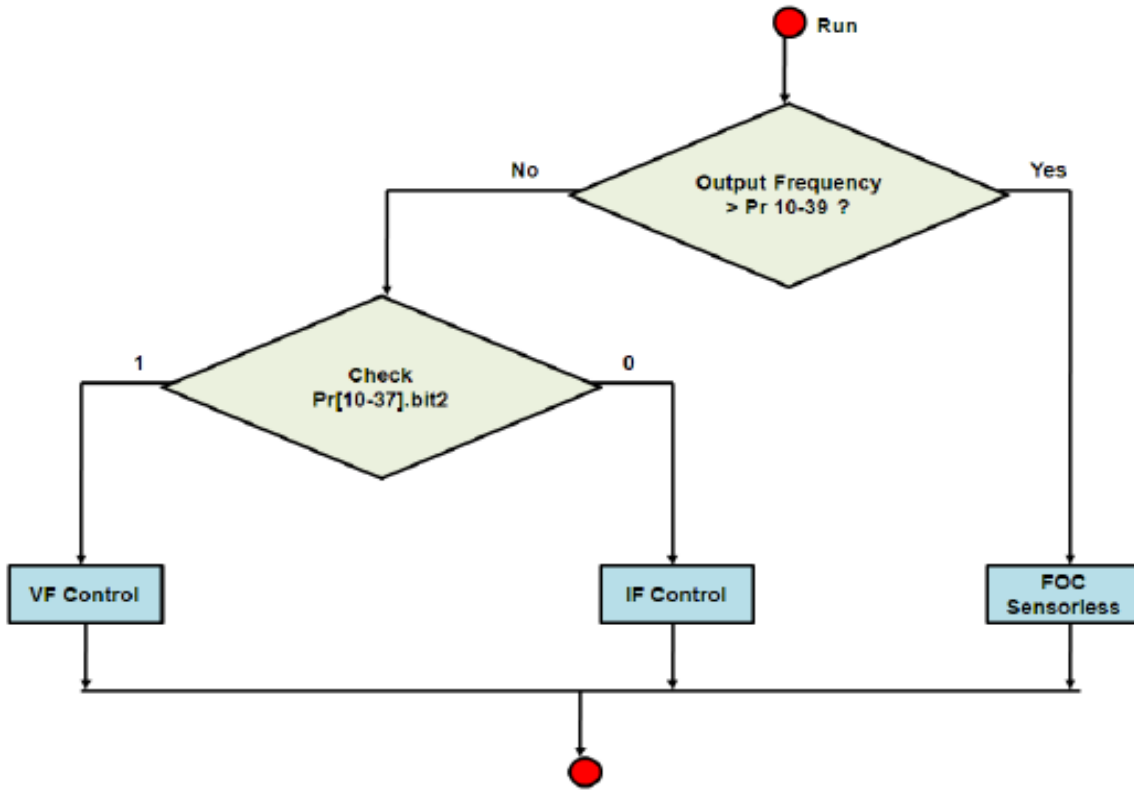 Run
No
Yes
Output Frequency
> Pr 10-39 ?
1
0
Check
Pr[10-37].bit2
VF Control
IF Control
FOC
Sensorless